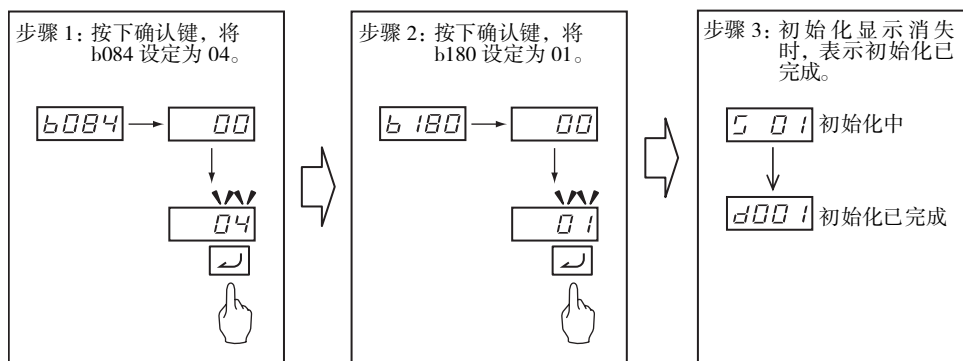 步骤 1: 按下确认键，将
b084 设定为 04。
b084
00
04
步骤 2: 按下确认键，将
b180 设定为 01。
b180
00
01
步骤 3: 初始化显示消失
时，表示初始化已
完成。
5 01 初始化中
d001 初始化已完成